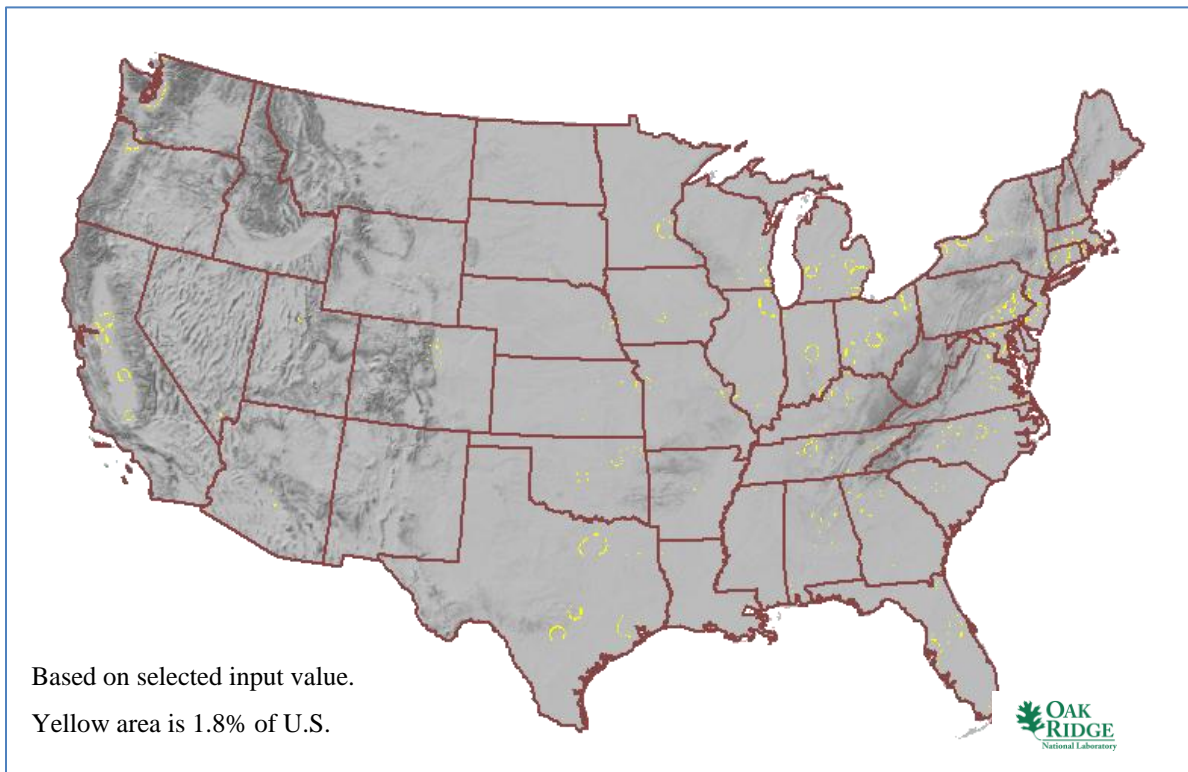 Based on selected input value.
Yellow area is 1.8% of U.S.
OAK
RIDGE
National Laboratory